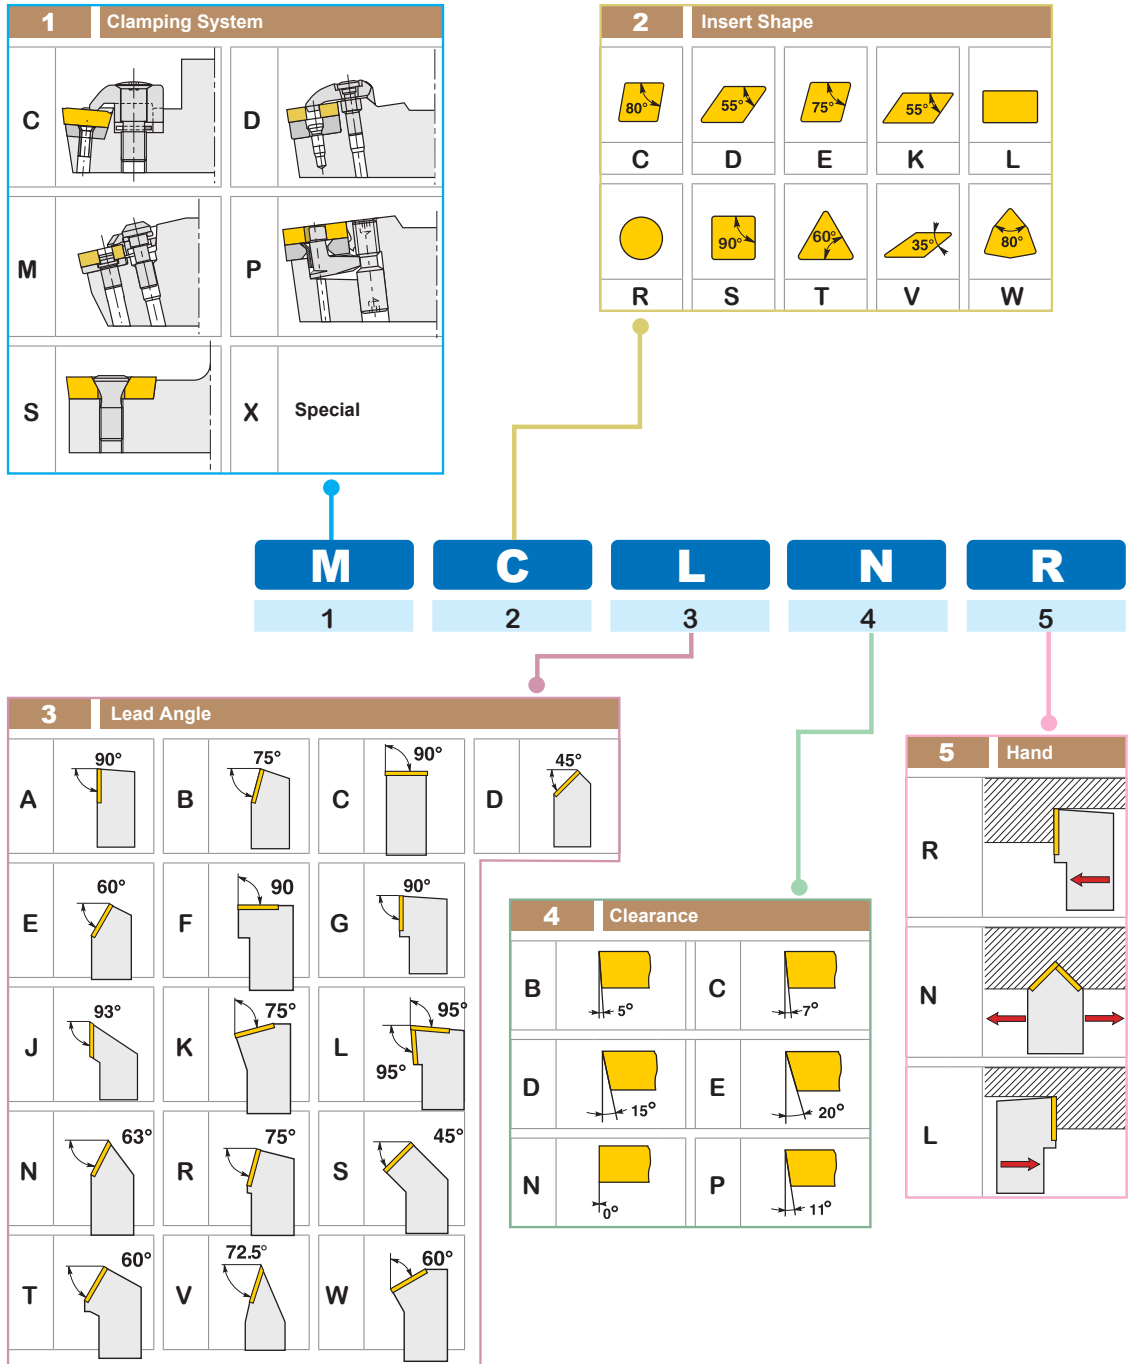 1 Clamping System
C D
M P
S X Special
2 Insert Shape
80° 55° 75° 55°
C D E K L
90° 60° 35° 80°
R S T V W
M C L N R
1 2 3 4 5
3 Lead Angle
A 90° B 75° C 90° D 45°
E 60° F 90 G 90°
J 93° K 75° L 95° 95°
N 63° R 75° S 45°
T 60° V 72.5° W 60°
4 Clearance
B 5° C 7°
D 15° E 20°
N 0° P 11°
5 Hand
R
N
L